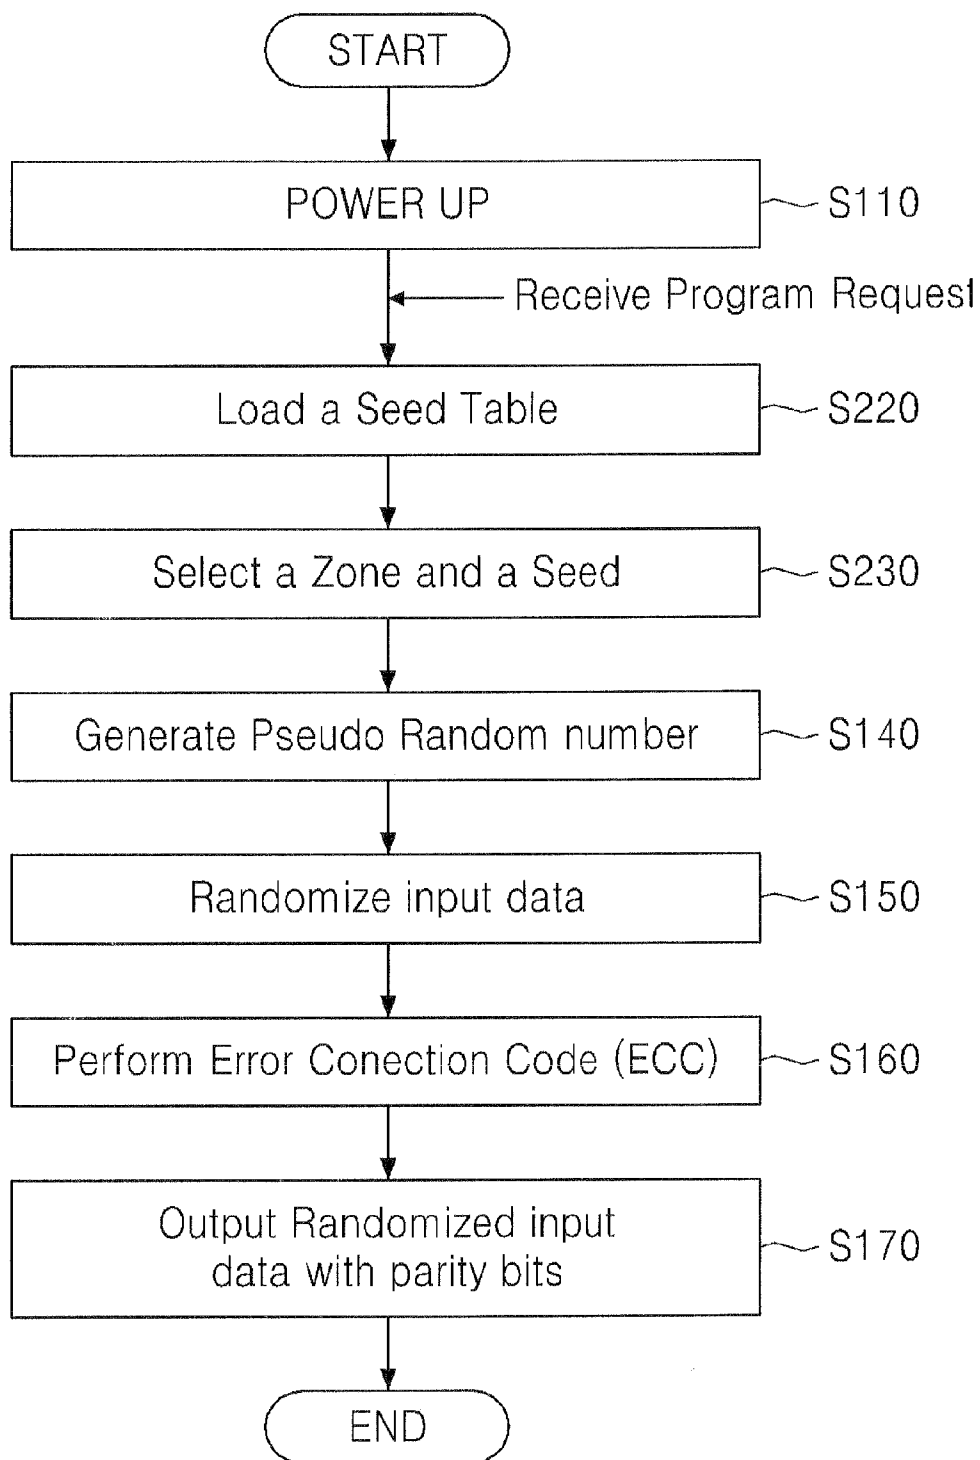 START
POWER UP
S110
Receive Program Request
Load a Seed Table
S220
Select a Zone and a Seed
S230
Generate Pseudo Random number
S140
Randomize input data
S150
Perform Error Conection Code (ECC)
S160
Output Randomized input
data with parity bits
S170
END